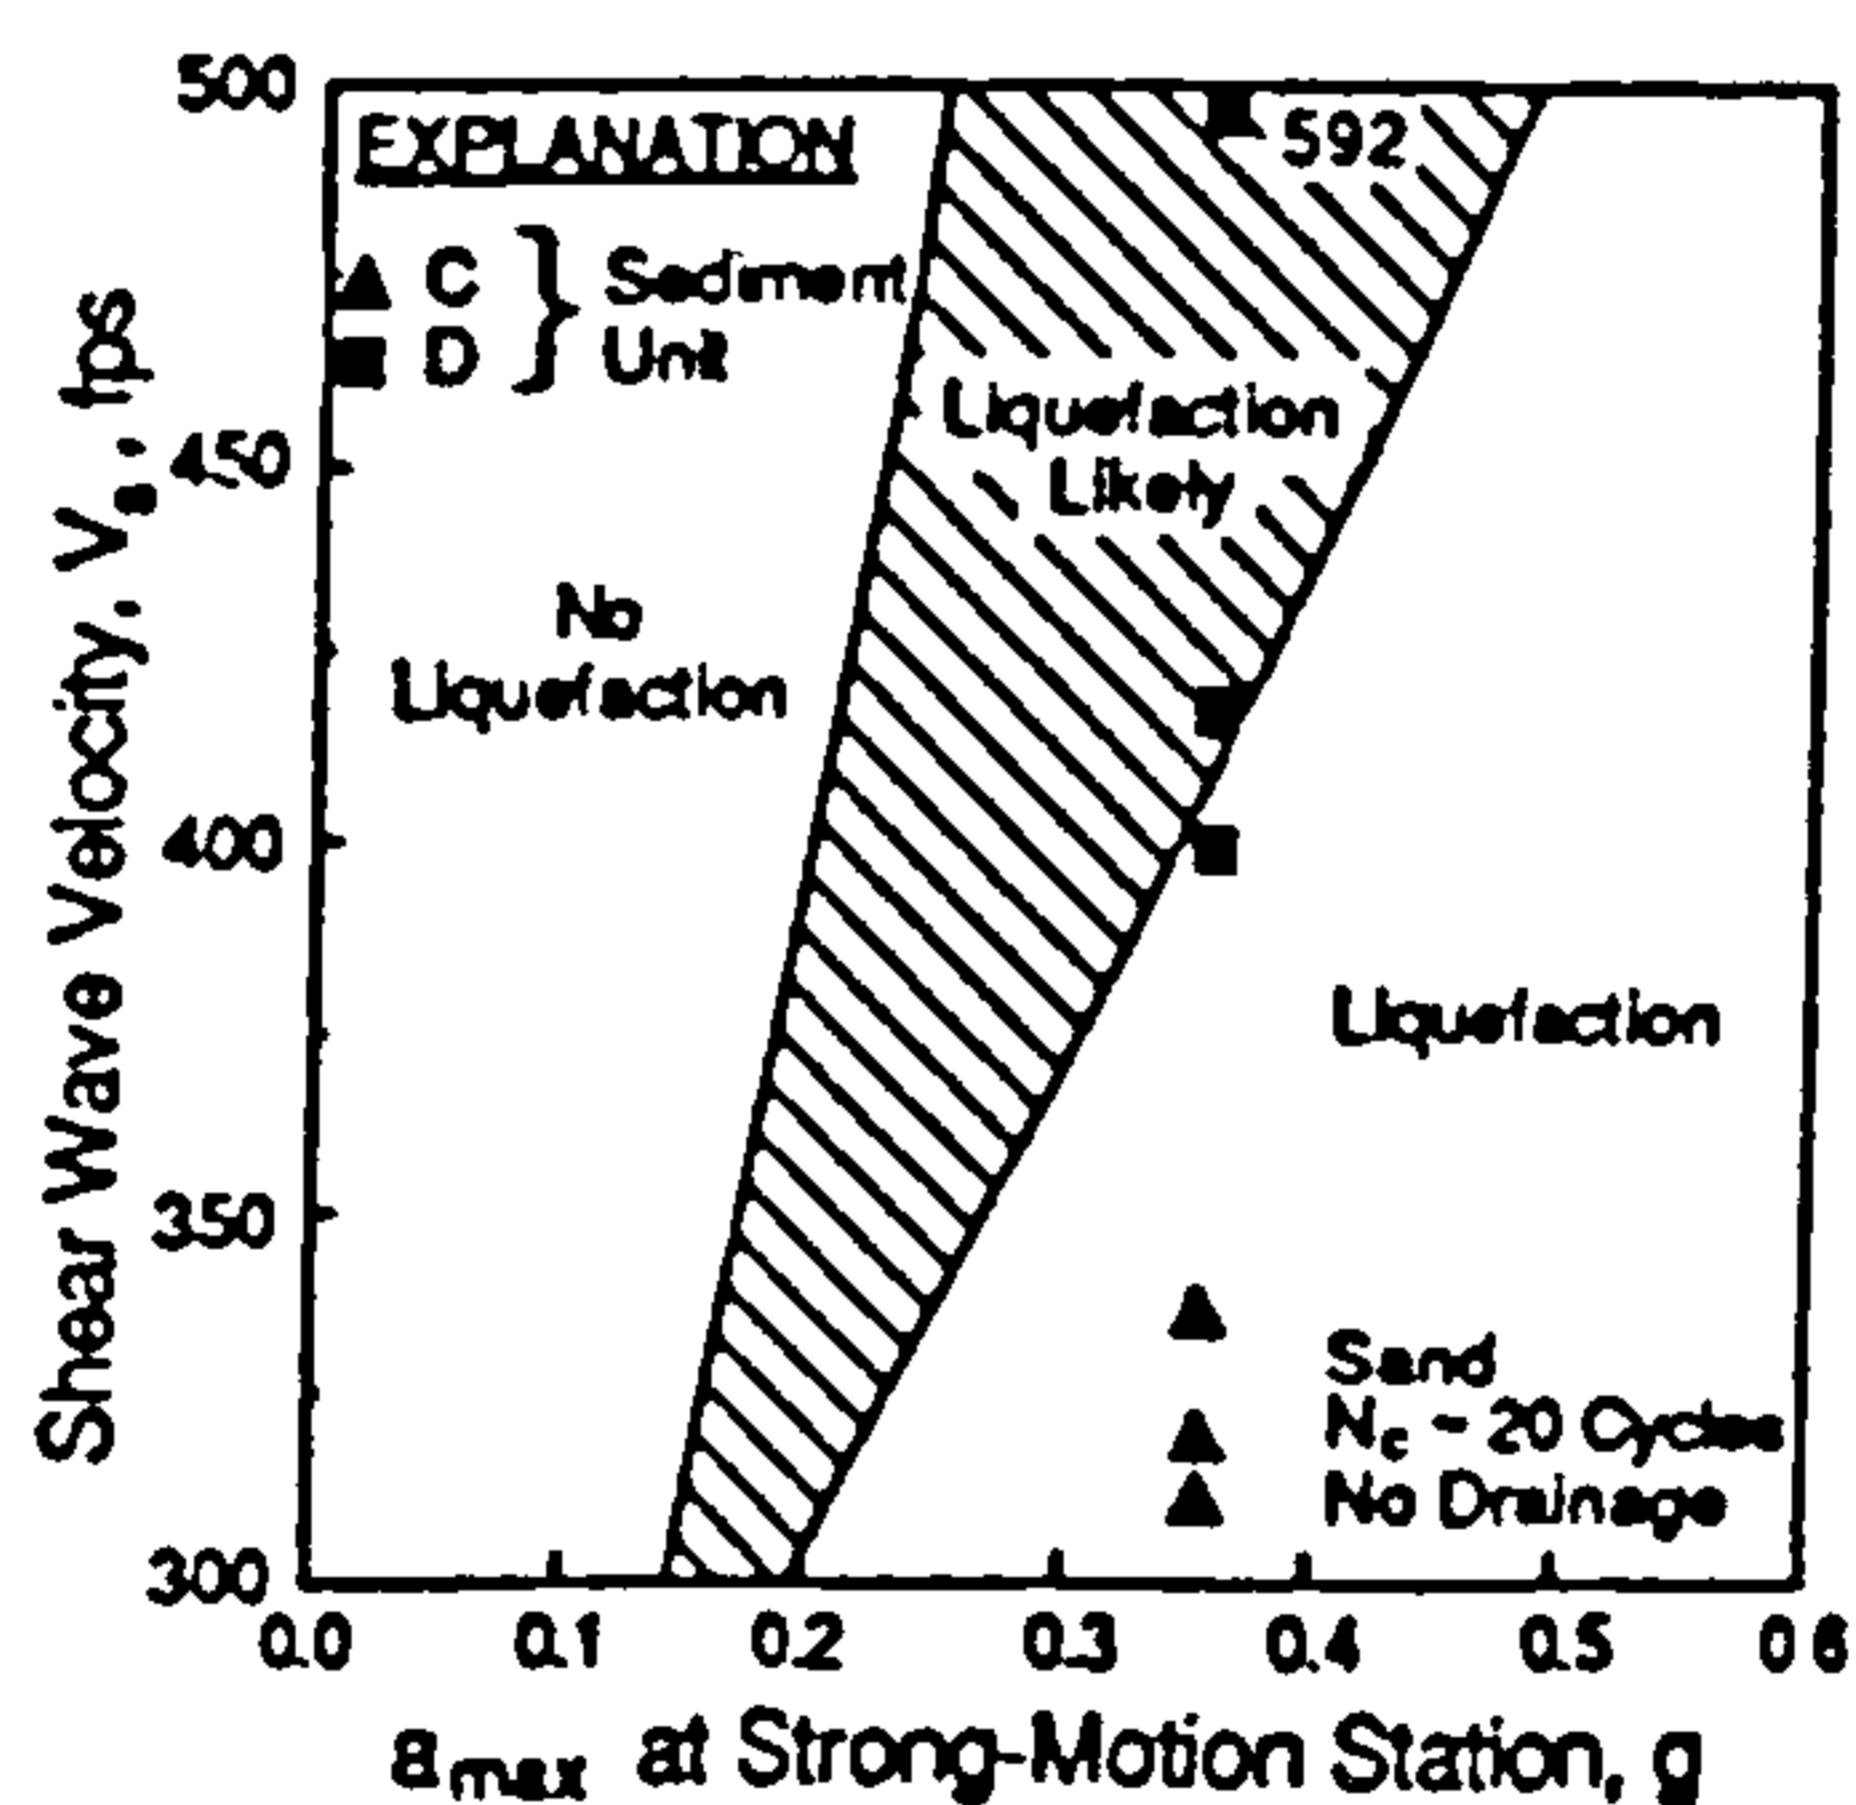 500
EXPLANATION
592
C
Sediment
D
Unit
Liquefaction
Likely
450
No
Liquefaction
400
Liquefaction
350
Sand
Nc - 20 Cycles
No Drainage
300
0.0 0.1 0.2 0.3 0.4 0.5 0 6
amax at Strong-Motion Station, g
Shear Wave Velocity, Vs, fps